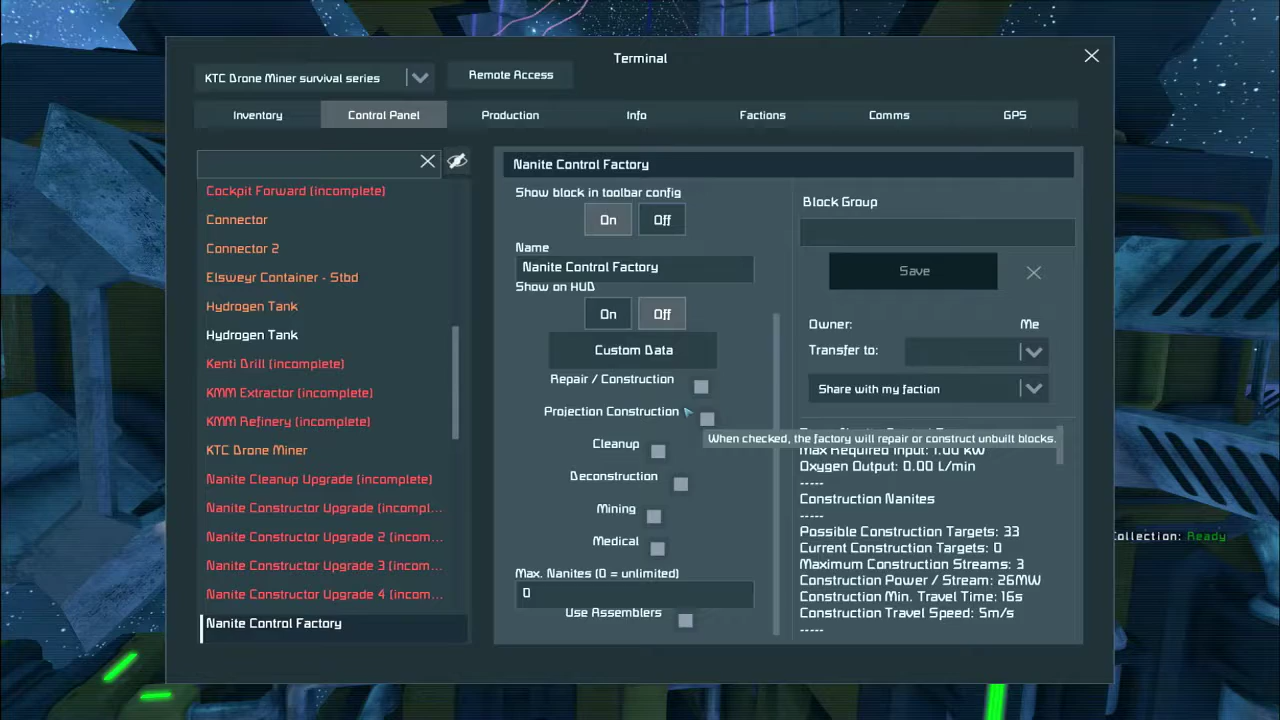 Terminal
KTC Drone Miner survival series
Remote Access
Inventory
Control Panel
Production
Info
Factions
Comms
GPS
Cockpit Forward (incomplete)
Connector
Connector 2
Elsweyr Container - Stbd
Hydrogen Tank
Hydrogen Tank
Kenti Drill (incomplete)
KMM Extractor (incomplete)
KMM Refinery (incomplete)
KTC Drone Miner
Nanite Cleanup Upgrade (incomplete)
Nanite Constructor Upgrade (incompl...
Nanite Constructor Upgrade 2 (incom...
Nanite Constructor Upgrade 3 (incom...
Nanite Constructor Upgrade 4 (incom...
Nanite Control Factory
Nanite Control Factory
Show block in toolbar config
On Off
Name
Nanite Control Factory
Show on HUD
On Off
Custom Data
Repair / Construction
Projection Construction
Cleanup
Deconstruction
Mining
Medical
Max. Nanites (0 = unlimited)
0
Use Assemblers
When checked, the factory will repair or construct unbuilt blocks.
Block Group
Save
Owner: Me
Transfer to:
Share with my faction
Max Required Input: 1.00 kW
Oxygen Output: 0.00 L/min
-----
Construction Nanites
-----
Possible Construction Targets: 33
Current Construction Targets: 0
Maximum Construction Streams: 3
Construction Power / Stream: 26MW
Construction Min. Travel Time: 16s
Construction Travel Speed: 5m/s
-----
Collection: Ready